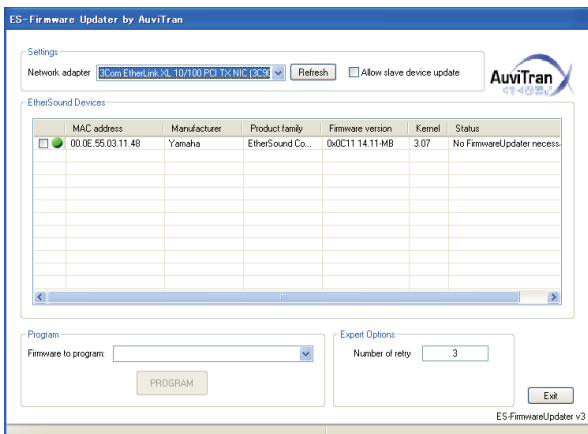 ES-Firmware Updater by AuviTran
Settings
Network adapter 3Com EtherLink XL 10/100 PCI TX NIC (3C90 Refresh Allow slave device update
AuviTran
EtherSound Devices
MAC address Manufacturer Product family Firmware version Kernel Status
00.0E.55.03.11.48 Yamaha EtherSound Co... 0x0C11 14.11-MB 3.07 No FirmwareUpdater necess
Program
Firmware to program:
PROGRAM
Expert Options
Number of retry 3
Exit
ES-FirmwareUpdater v3